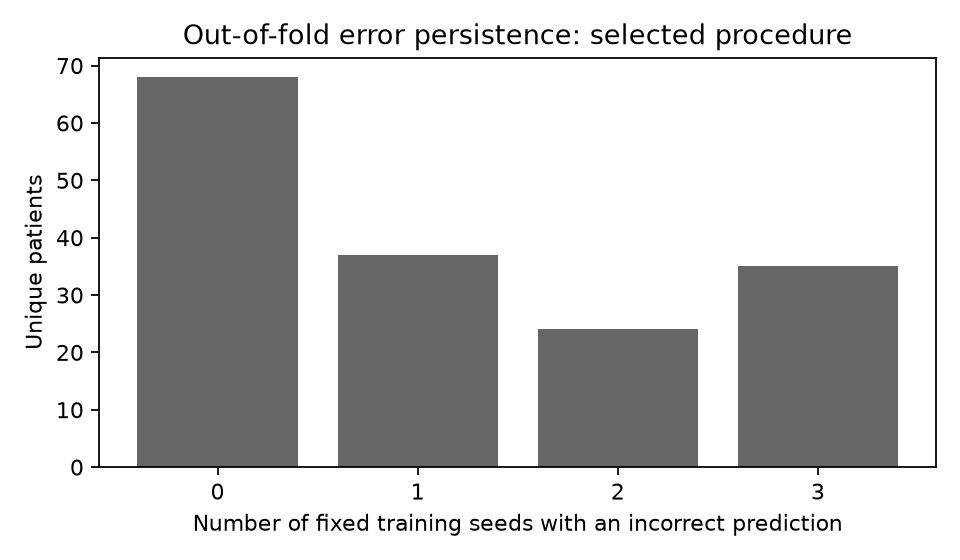 Out-of-fold error persistence: selected procedure
70
60
50
40
30
20
10
0
Unique patients
0 1 2 3
Number of fixed training seeds with an incorrect prediction